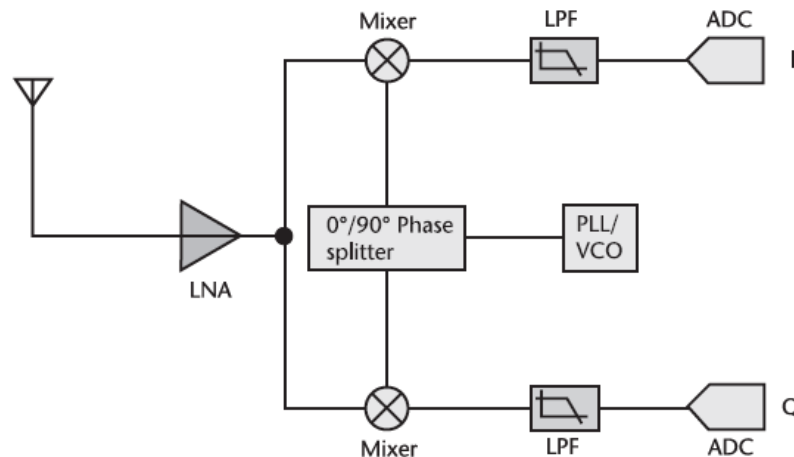 Mixer
LPF
ADC
I
0°/90° Phase
splitter
PLL/
VCO
LNA
Q
Mixer
LPF
ADC